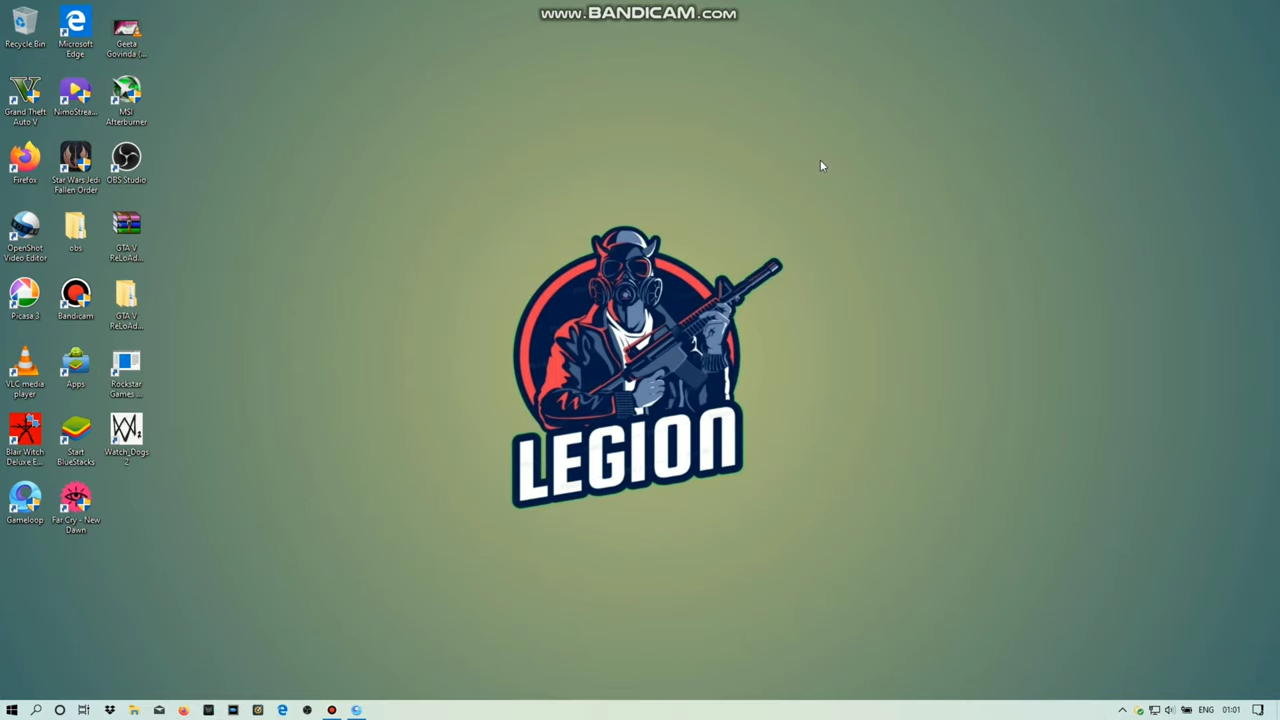 www.BANDICAM.com
Recycle Bin
Microsoft
Edge
Geeta
Govinda (...
Grand Theft
Auto V
NimoStrea...
MSI
Afterburner
Firefox
Star Wars Jedi
Fallen Order
OBS Studio
OpenShot
Video Editor
obs
GTA V
ReLoAd...
Picasa 3
Bandicam
GTA V
ReLoAd...
VLC media
player
Apps
Rockstar
Games ...
Blair Witch
Deluxe E...
Start
BlueStacks
Watch_Dogs
2
Gameloop
Far Cry - New
Dawn
LEGION
ENG
01:01